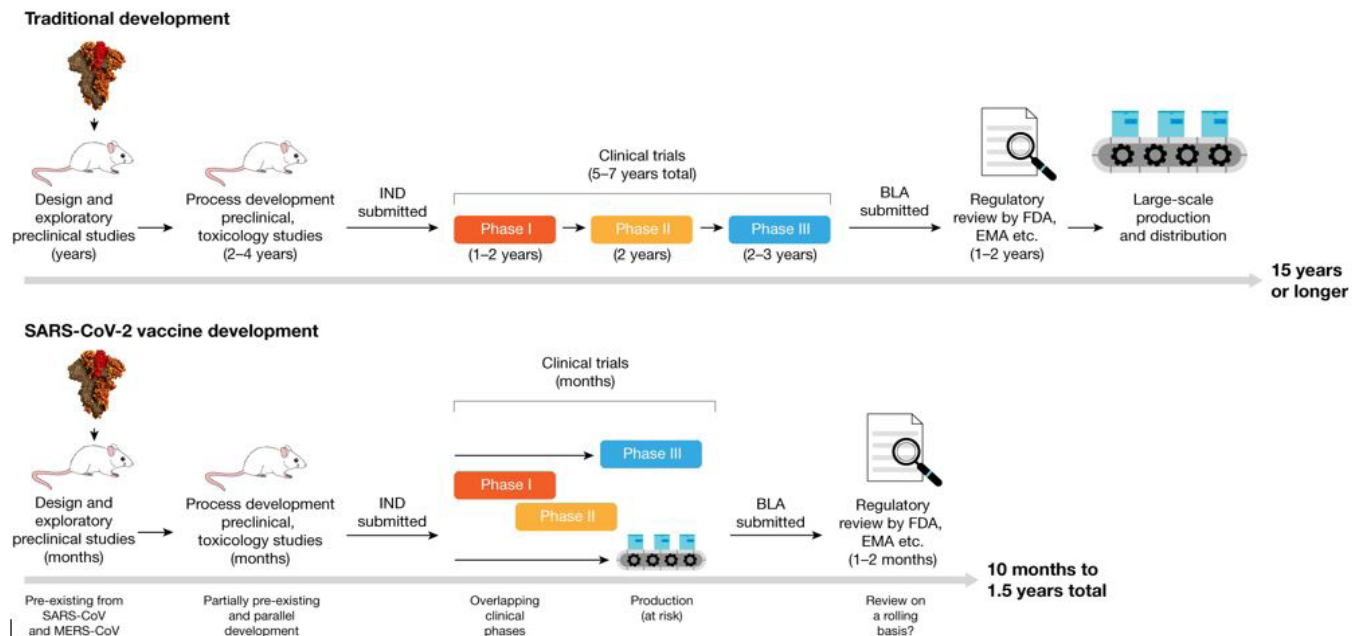 Traditional development
Design and
exploratory
preclinical studies
(years)
Process development
preclinical,
toxicology studies
(2–4 years)
IND
submitted
Clinical trials
(5–7 years total)
Phase I
Phase II
Phase III
(1–2 years)
(2 years)
(2–3 years)
BLA
submitted
Regulatory
review by FDA,
EMA etc.
(1–2 years)
Large-scale
production
and distribution
15 years
or longer
SARS-CoV-2 vaccine development
Design and
exploratory
preclinical studies
(months)
Process development
preclinical,
toxicology studies
(months)
IND
submitted
Clinical trials
(months)
Phase III
Phase I
Phase II
BLA
submitted
Regulatory
review by FDA,
EMA etc.
(1–2 months)
10 months to
1.5 years total
Pre-existing from
SARS-CoV
and MERS-CoV
Partially pre-existing
and parallel
development
Overlapping
clinical
phases
Production
(at risk)
Review on
a rolling
basis?